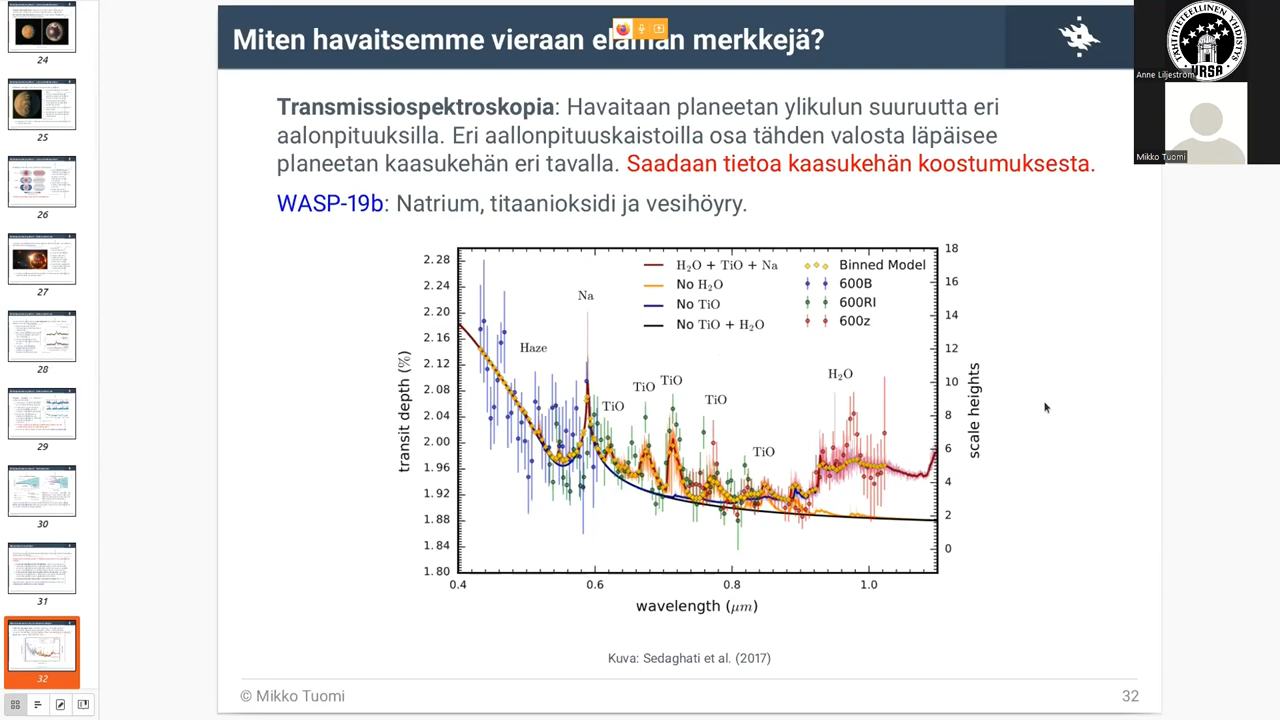 Miten havaitsemme vieraan elämän merkkejä?
Transmissiospektroskopia: Havaitaan planeetan ylikulun suuruutta eri
aalonpituuksilla. Eri aallonpituuskaistoilla osa tähden valosta läpäisee
planeetan kaasukehän eri tavalla. Saadaan tietoa kaasukehän koostumuksesta.
WASP-19b: Natrium, titaanioksidi ja vesihöyry.
H₂O + TiO + Na
No H₂O
No TiO
No TiO + H₂O
Binned Model
600B
600RI
600z
Haze
Na
TiO
TiO
TiO
TiO
TiO
H₂O
transit depth (%)
2.28
2.24
2.20
2.16
2.12
2.08
2.04
2.00
1.96
1.92
1.88
1.84
1.80
0.4
0.6
0.8
1.0
wavelength (μm)
18
16
14
12
10
8
6
4
2
0
scale heights
Kuva: Sedaghati et al. (2017)
© Mikko Tuomi
32
24
25
26
27
28
29
30
31
32
URSA
Anne Liljeström
Mikko Tuomi